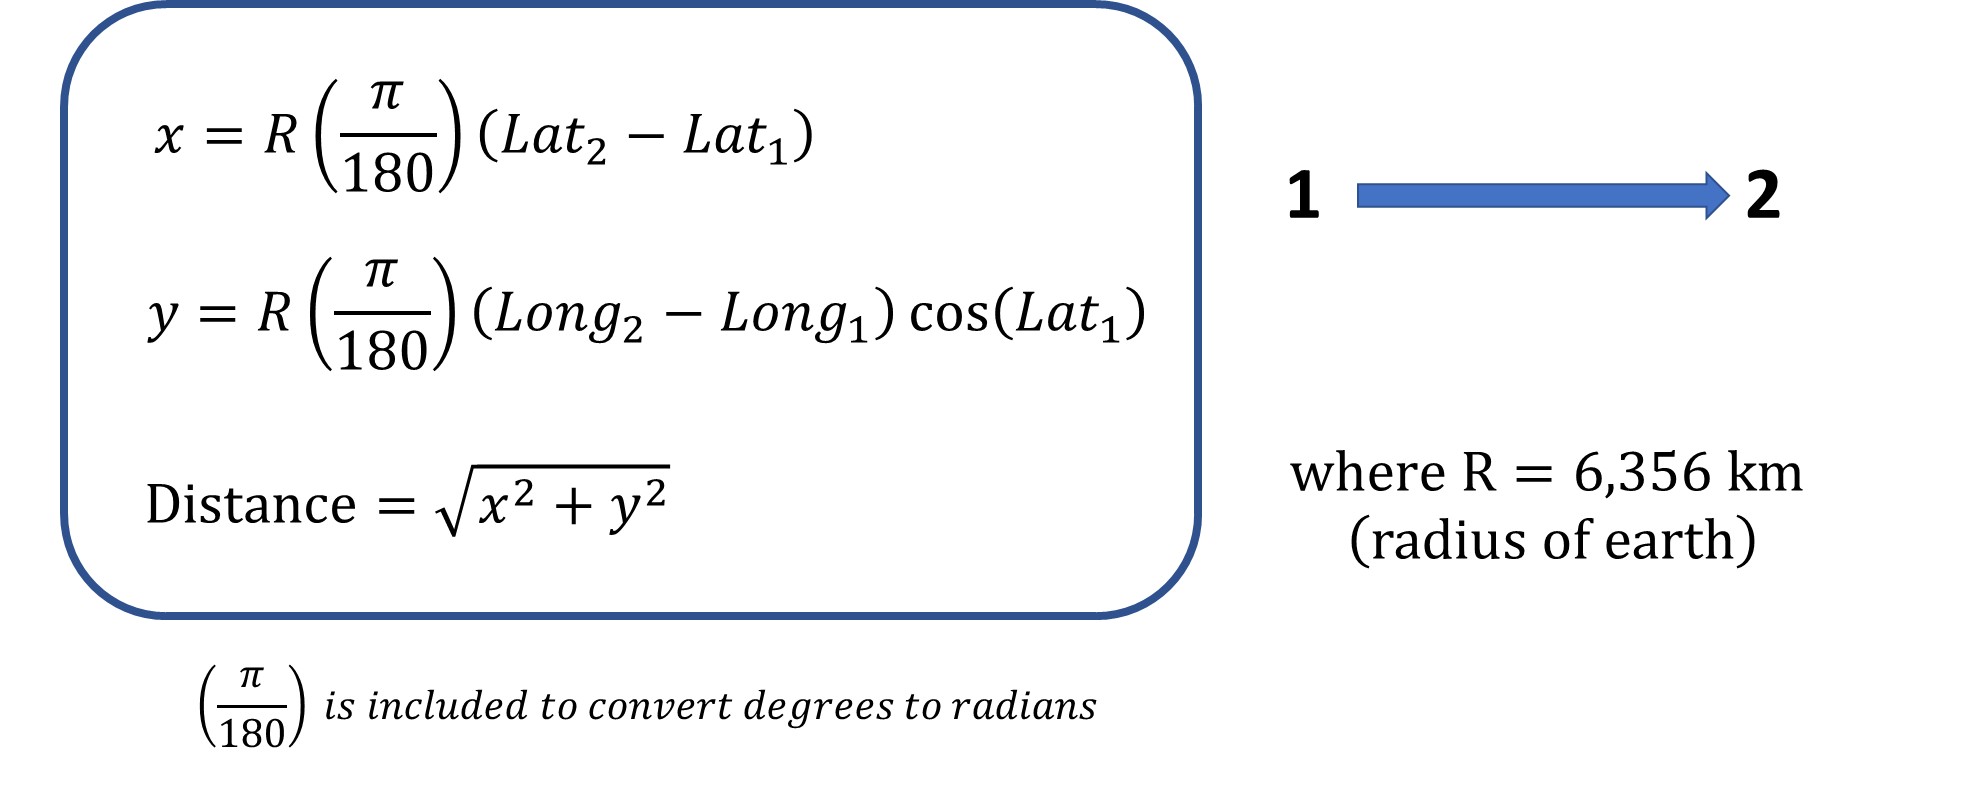 x = R (π/180) (Lat₂ − Lat₁)
1 2
y = R (π/180) (Long₂ − Long₁) cos(Lat₁)
Distance = √(x² + y²)
where R = 6,356 km
(radius of earth)
(π/180) is included to convert degrees to radians